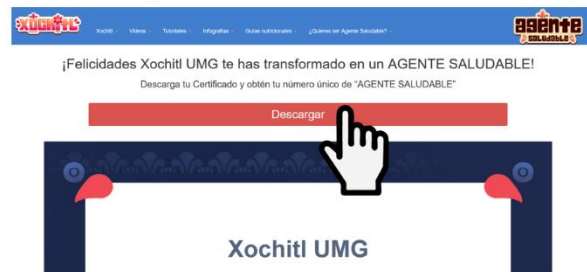 XOCHITL
Xochitl Videos Tutoriales Infografías Guías nutricionales ¿Quieres ser Agente Saludable?
agente
SALUDABLE
¡Felicidades Xochitl UMG te has transformado en un AGENTE SALUDABLE!
Descarga tu Certificado y obtén tu número único de “AGENTE SALUDABLE”
Descargar
Xochitl UMG